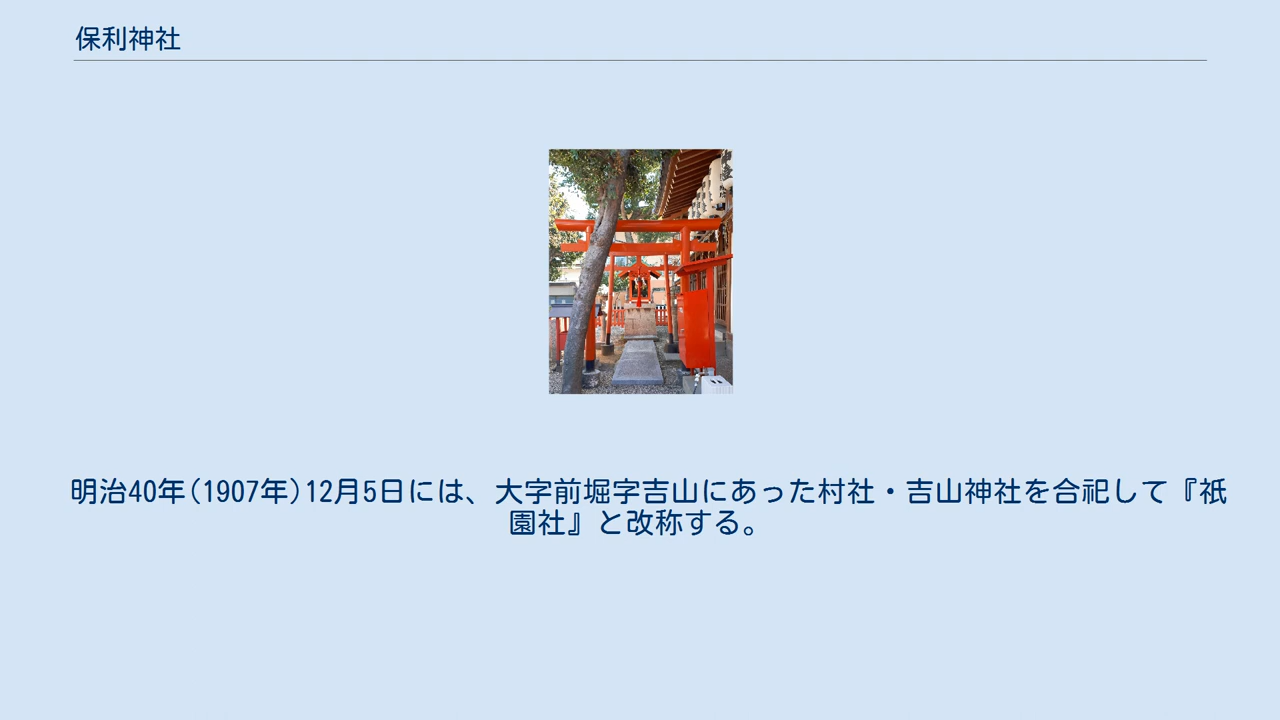 保利神社
明治40年(1907年)12月5日には、大字前堀字吉山にあった村社・吉山神社を合祀して『祇
園社』と改称する。